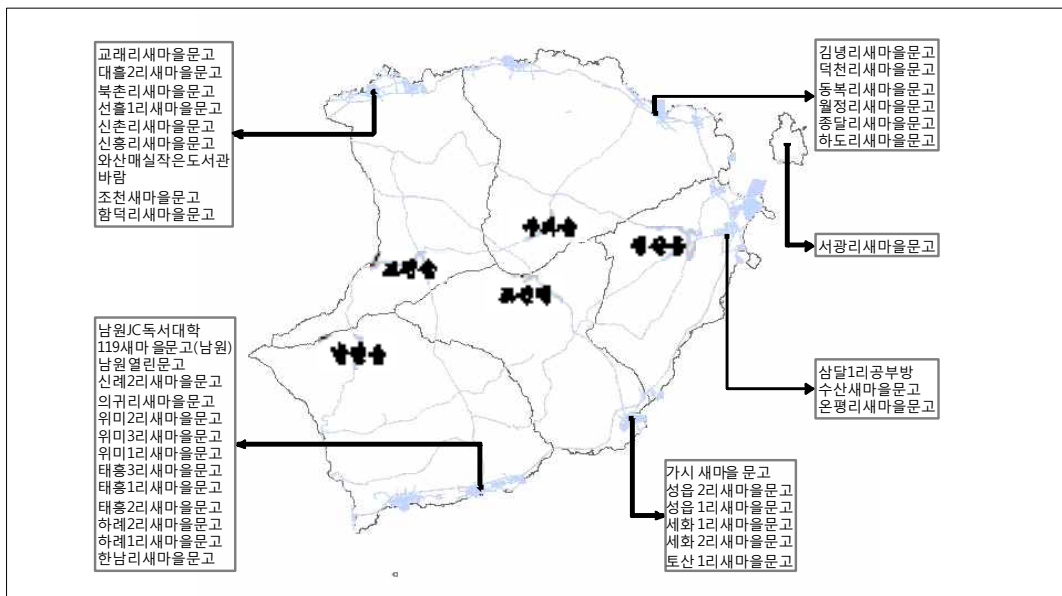 교래리새마을문고
대흘2리새마을문고
북촌리새마을문고
선흘1리새마을문고
신촌리새마을문고
신흥리새마을문고
와산매실작은도서관
바람
조천새마을문고
함덕리새마을문고
김녕리새마을문고
덕천리새마을문고
동복리새마을문고
월정리새마을문고
종달리새마을문고
하도리새마을문고
서광리새마을문고
남원JC독서대학
119새마을문고(남원)
남원열린문고
신례2리새마을문고
의귀리새마을문고
위미2리새마을문고
위미3리새마을문고
위미1리새마을문고
태흥3리새마을문고
태흥1리새마을문고
태흥2리새마을문고
하례2리새마을문고
하례1리새마을문고
한남리새마을문고
삼달1리공부방
수산새마을문고
온평리새마을문고
가시 새마을 문고
성읍 2리새마을문고
성읍 1리새마을문고
세화 1리새마을문고
세화 2리새마을문고
토산 1리새마을문고